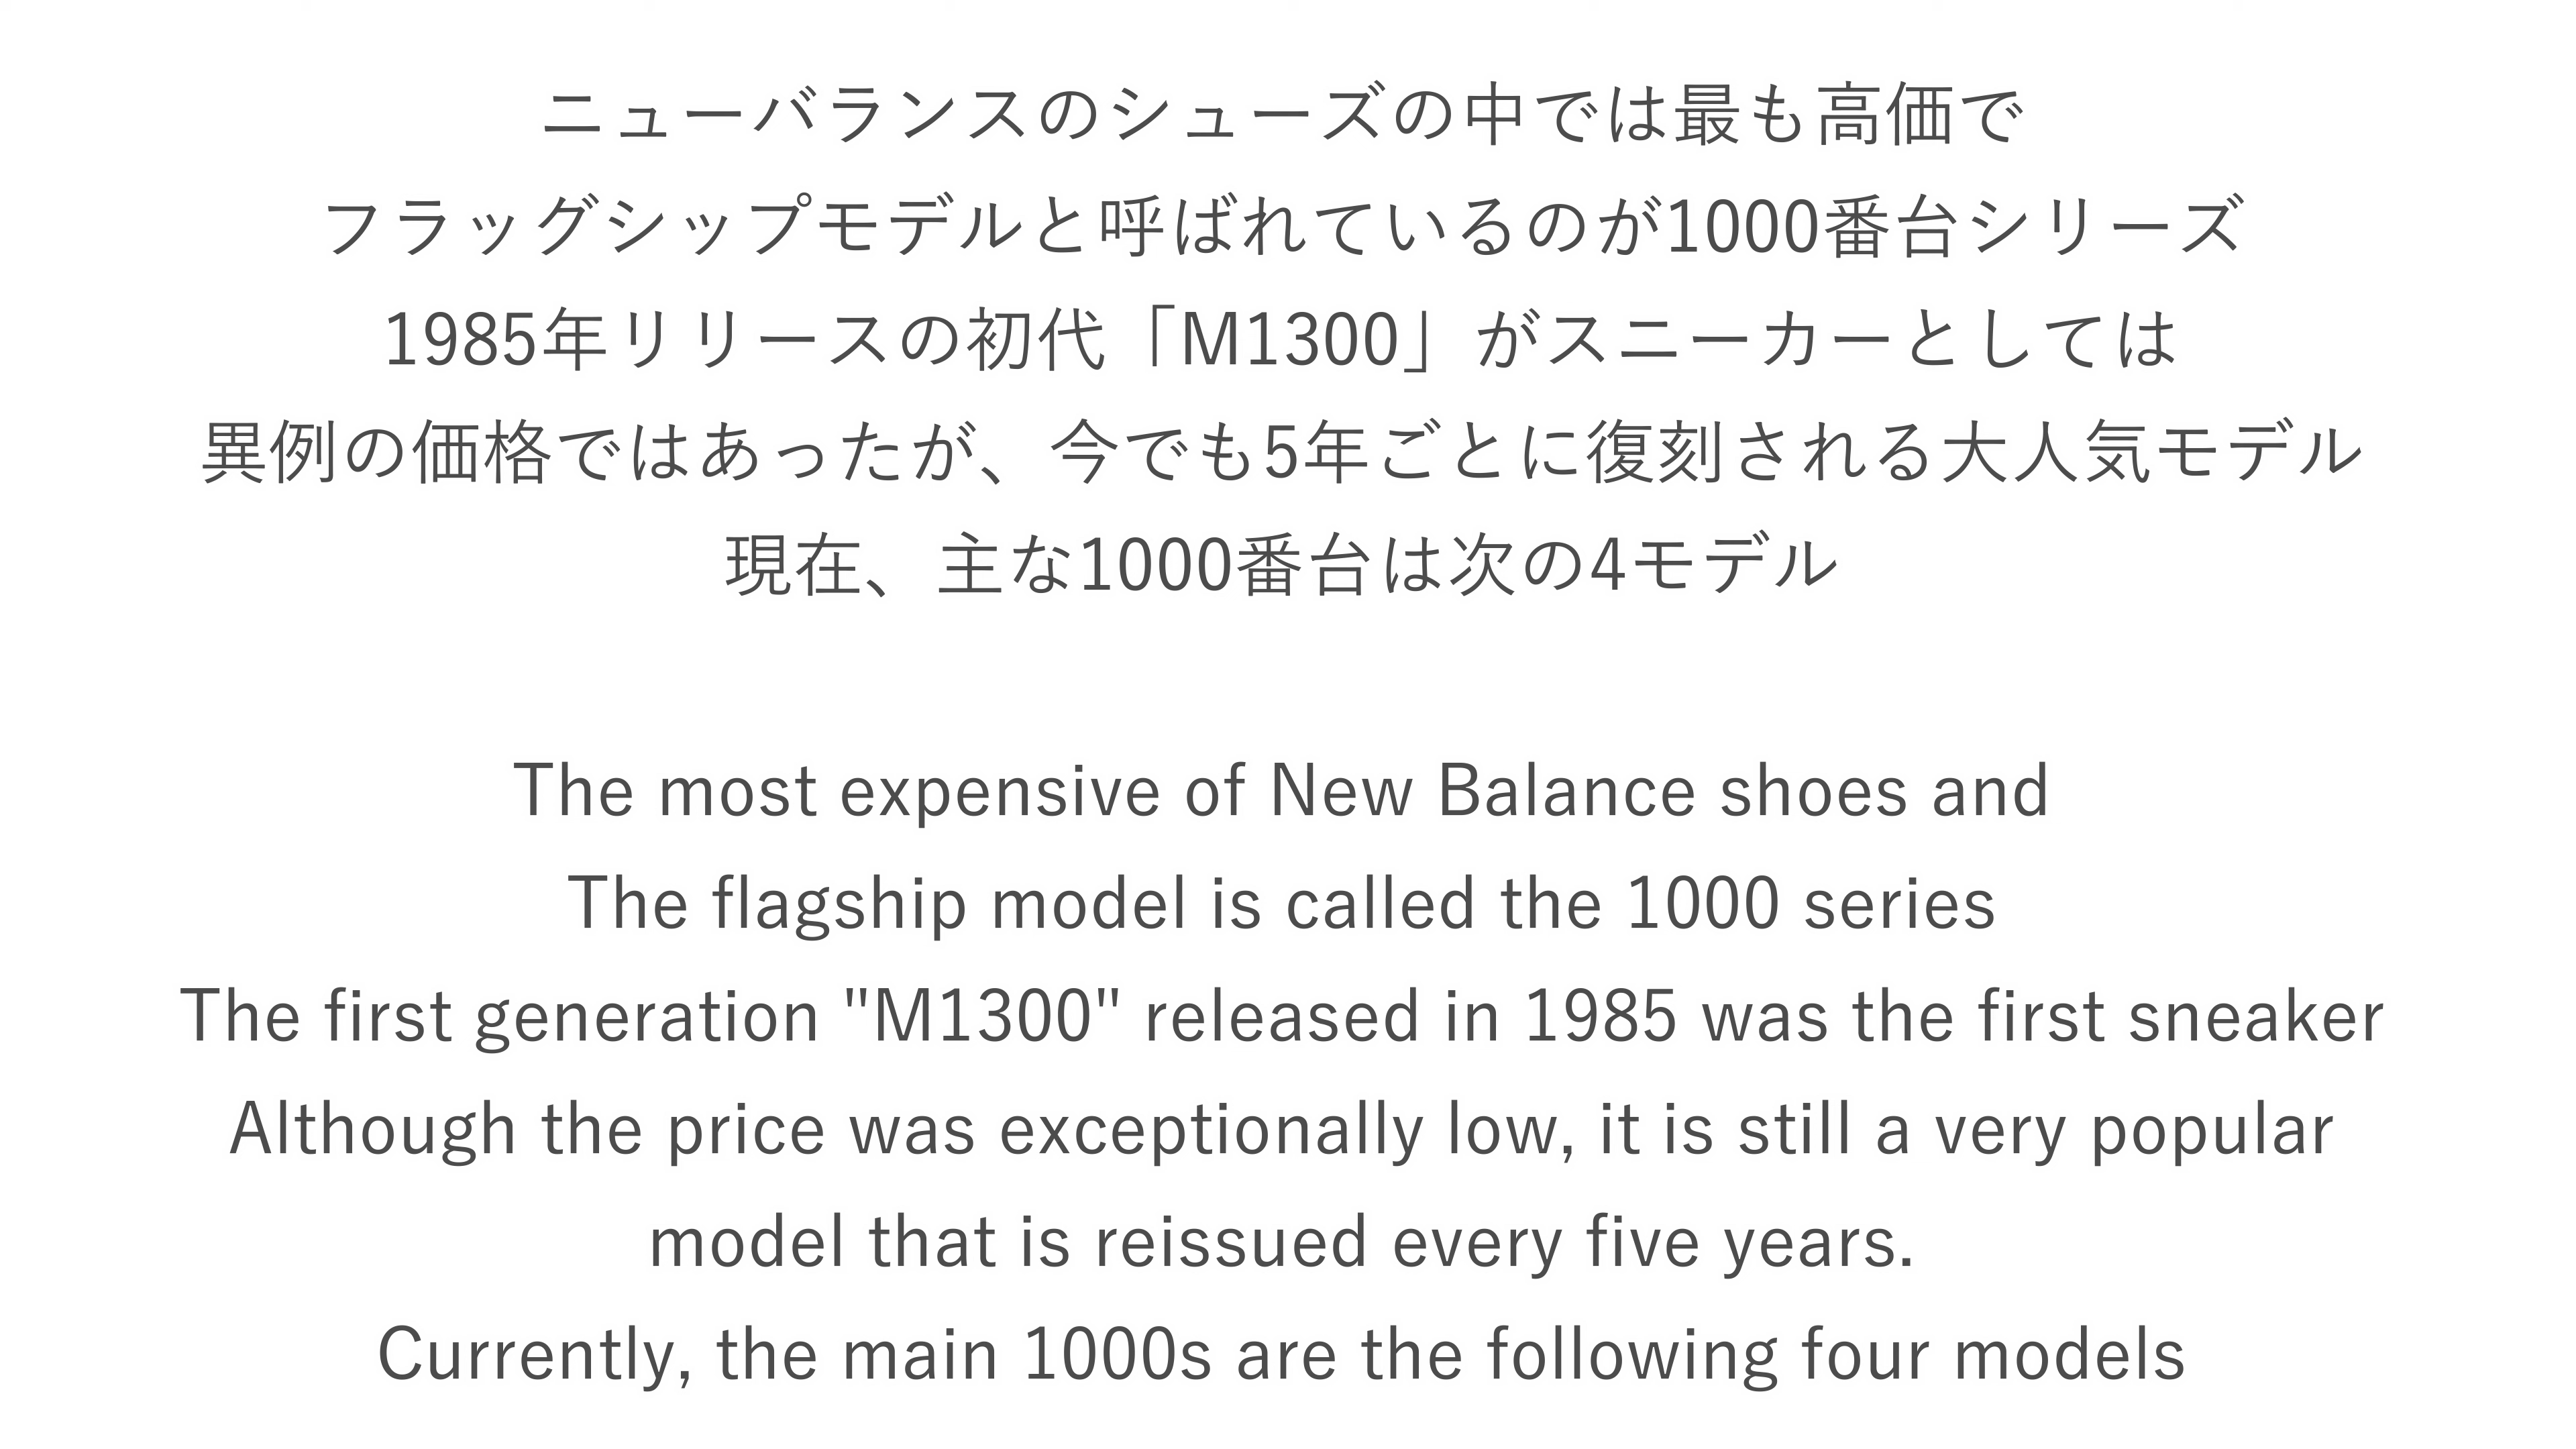 ニューバランスのシューズの中では最も高価で
フラッグシップモデルと呼ばれているのが1000番台シリーズ
1985年リリースの初代「M1300」がスニーカーとしては
異例の価格ではあったが、今でも5年ごとに復刻される大人気モデル
現在、主な1000番台は次の4モデル
The most expensive of New Balance shoes and
The flagship model is called the 1000 series
The first generation "M1300" released in 1985 was the first sneaker
Although the price was exceptionally low, it is still a very popular
model that is reissued every five years.
Currently, the main 1000s are the following four models